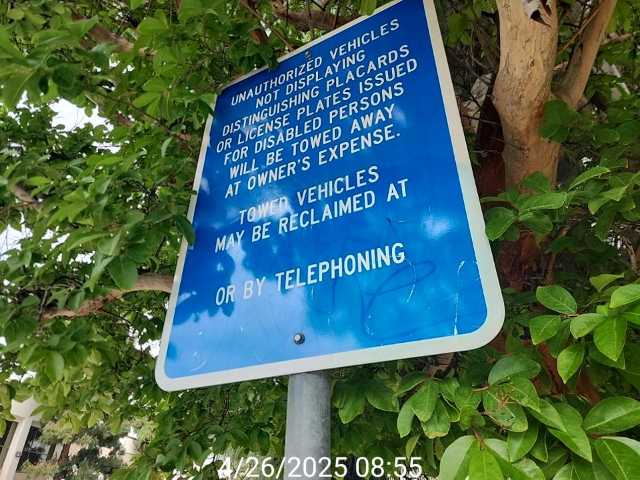 UNAUTHORIZED VEHICLES
NOT DISPLAYING
DISTINGUISHING PLACARDS
OR LICENSE PLATES ISSUED
FOR DISABLED PERSONS
WILL BE TOWED AWAY
AT OWNER'S EXPENSE.
TOWED VEHICLES
MAY BE RECLAIMED AT
OR BY TELEPHONING
4/26/2025 08:55